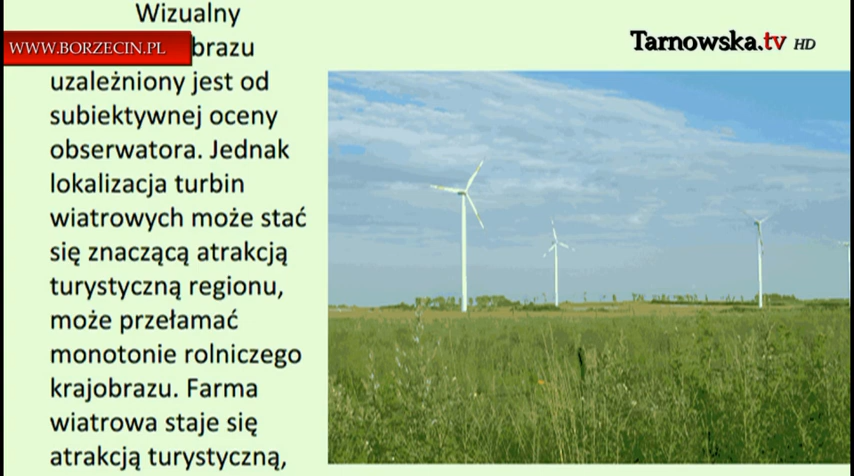 Wizualny
WWW.BORZECIN.PL
brazu
Tarnowska.tv HD
uzależniony jest od
subiektywnej oceny
obserwatora. Jednak
lokalizacja turbin
wiatrowych może stać
się znaczącą atrakcją
turystyczną regionu,
może przełamać
monotonie rolniczego
krajobrazu. Farma
wiatrowa staje się
atrakcją turystyczną,